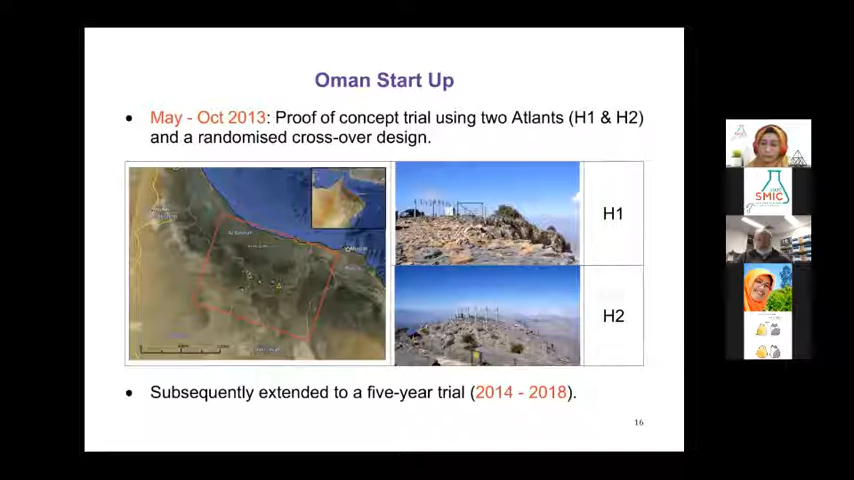 Oman Start Up
• May - Oct 2013: Proof of concept trial using two Atlants (H1 & H2)
and a randomised cross-over design.
H1
H2
• Subsequently extended to a five-year trial (2014 - 2018).
16
SMIC